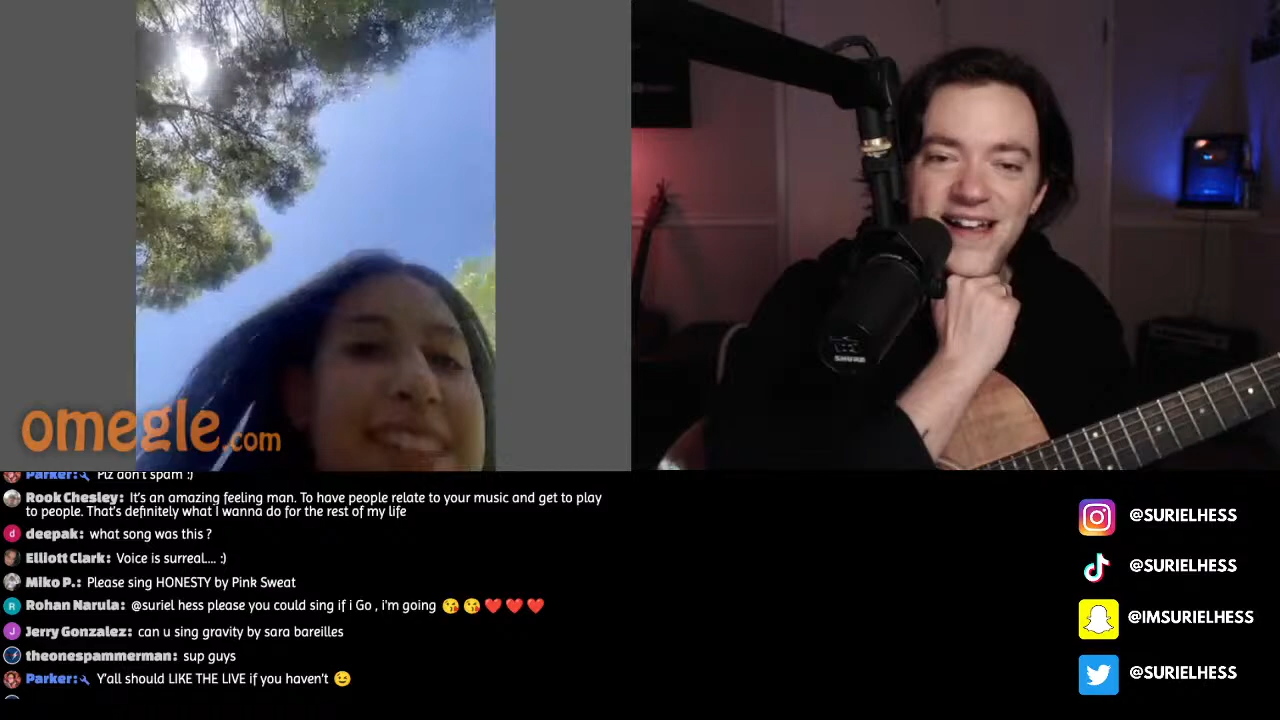 omegle.com
SHURE
Parker: Plz don't spam :)
Rook Chesley: It's an amazing feeling man. To have people relate to your music and get to play
to people. That's definitely what I wanna do for the rest of my life
deepak: what song was this ?
Elliott Clark: Voice is surreal.... :)
Miko P.: Please sing HONESTY by Pink Sweat
Rohan Narula: @suriel hess please you could sing if i Go , i'm going 😘😘❤❤❤
Jerry Gonzalez: can u sing gravity by sara bareilles
theonespammerman: sup guys
Parker: Y'all should LIKE THE LIVE if you haven't 😉
@SURIELHESS
@SURIELHESS
@IMSURIELHESS
@SURIELHESS